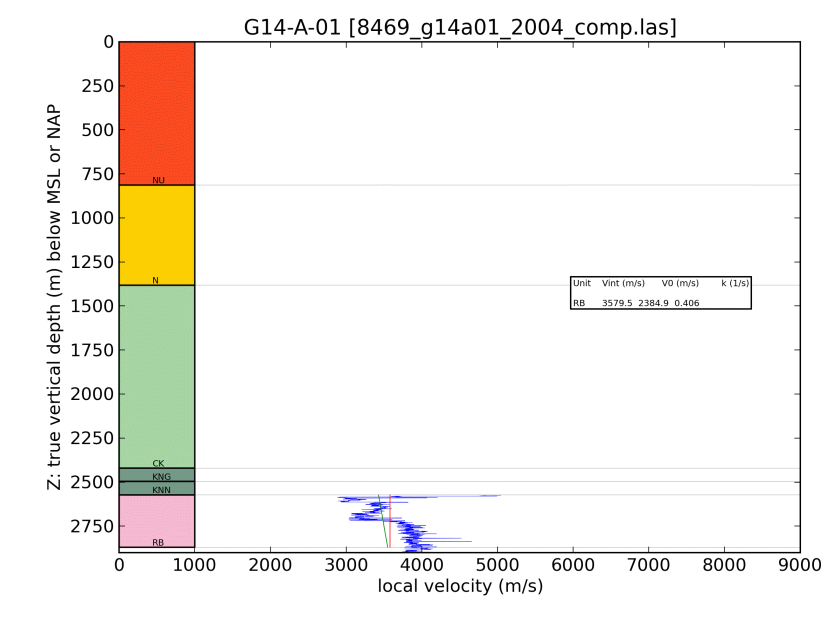 G14-A-01 [8469_g14a01_2004_comp.las]
Z: true vertical depth (m) below MSL or NAP
0
250
500
750
1000
1250
1500
1750
2000
2250
2500
2750
NU
N
CK
KNG
KNN
RB
Unit Vint (m/s) V0 (m/s) k (1/s)
RB 3579.5 2384.9 0.406
0 1000 2000 3000 4000 5000 6000 7000 8000 9000
local velocity (m/s)